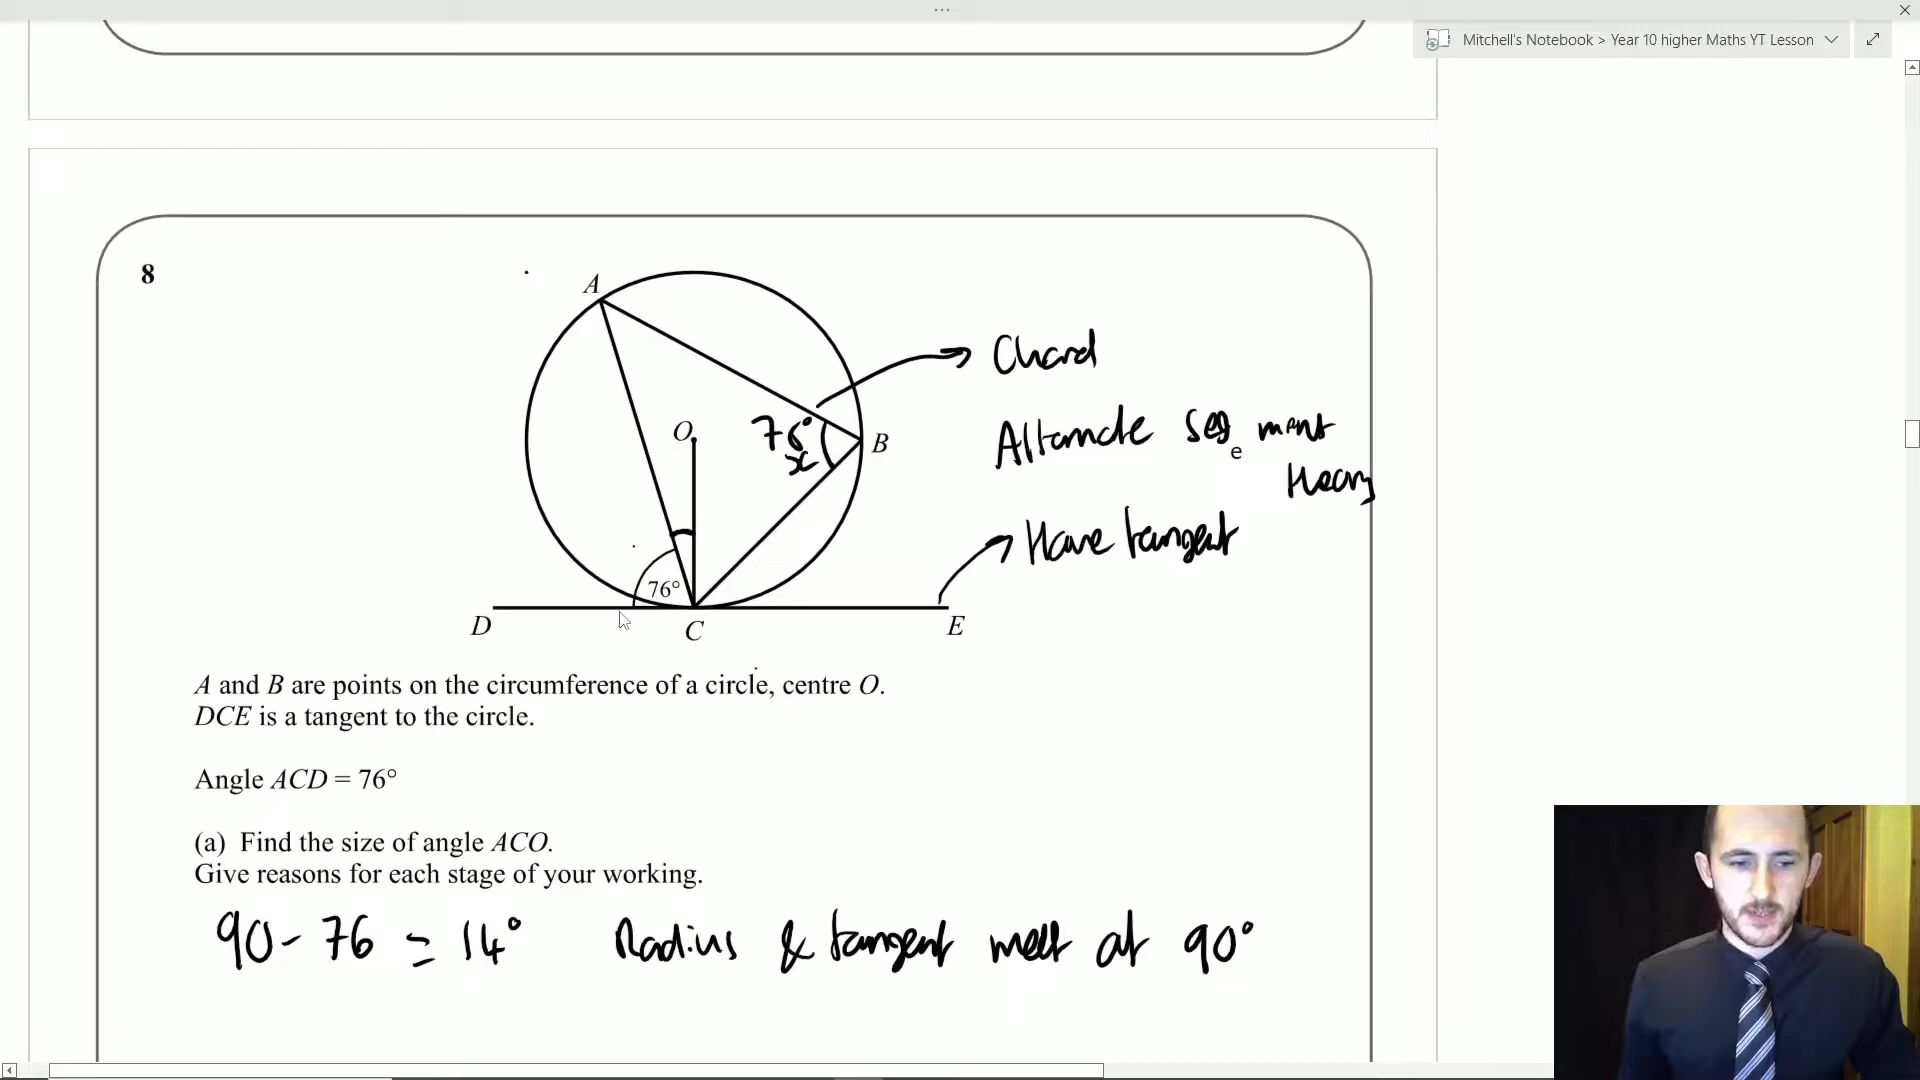 Mitchell's Notebook > Year 10 higher Maths YT Lesson
8
A
Chord
O
76°
x
B
Alternate seg ment
e
theory
Have tangent
76°
D
C
E
A and B are points on the circumference of a circle, centre O.
DCE is a tangent to the circle.
Angle ACD = 76°
(a) Find the size of angle ACO.
Give reasons for each stage of your working.
90 - 76 = 14° Radius & tangent meet at 90°